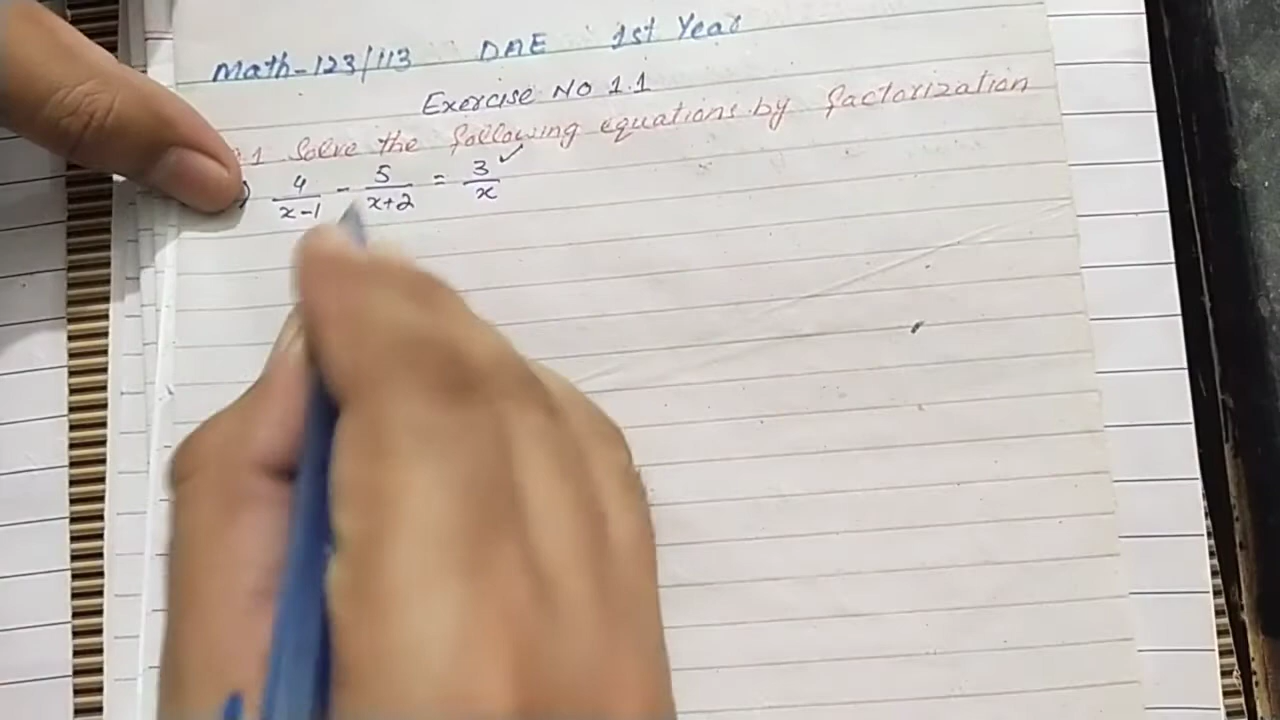 Math-123/113 DAE 1st Year
Exercise No 1.1
.1 Solve the following equations by factorization
) 4/(x-1) - 5/(x+2) = 3/x ✓